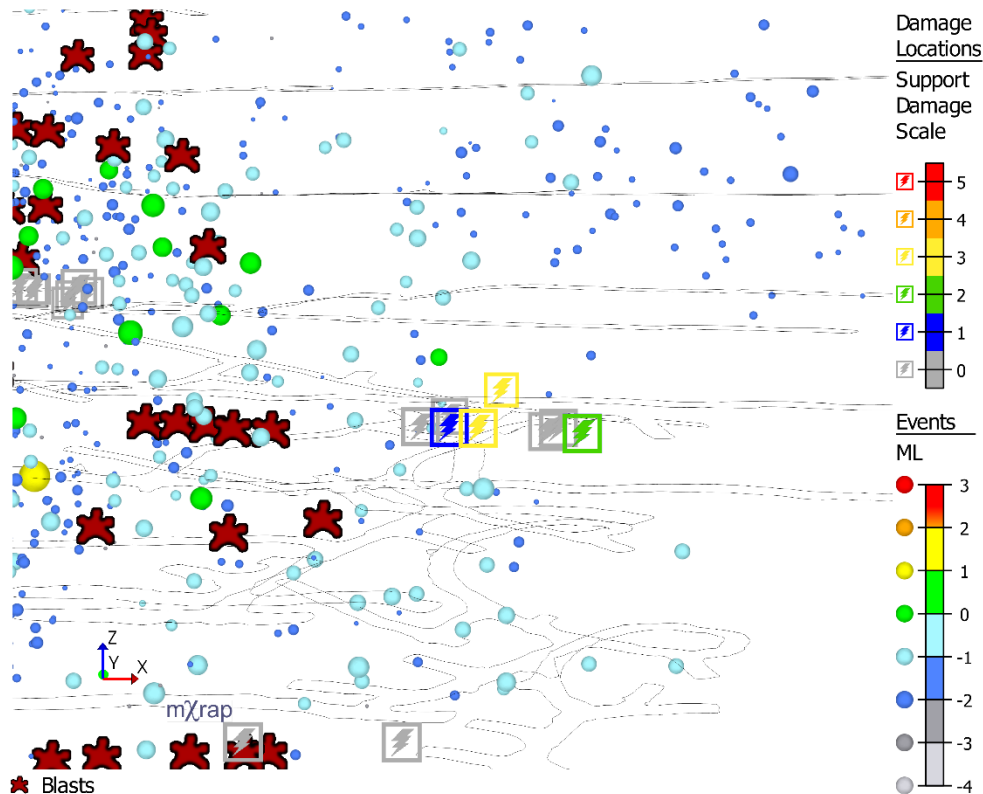 Damage
Locations
Support
Damage
Scale
5
4
3
2
1
0
Events
ML
3
2
1
0
-1
-2
-3
-4
Z
Y
X
mχrap
Blasts